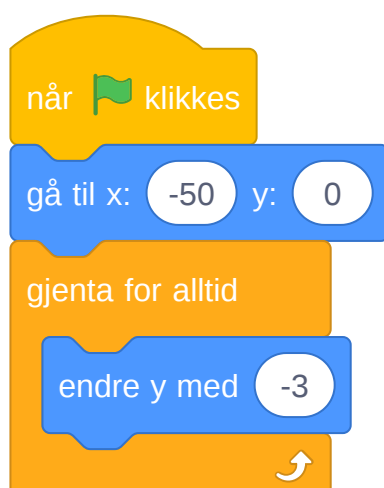 når klikkes
gå til x: -50 y: 0
gjenta for alltid
endre y med -3